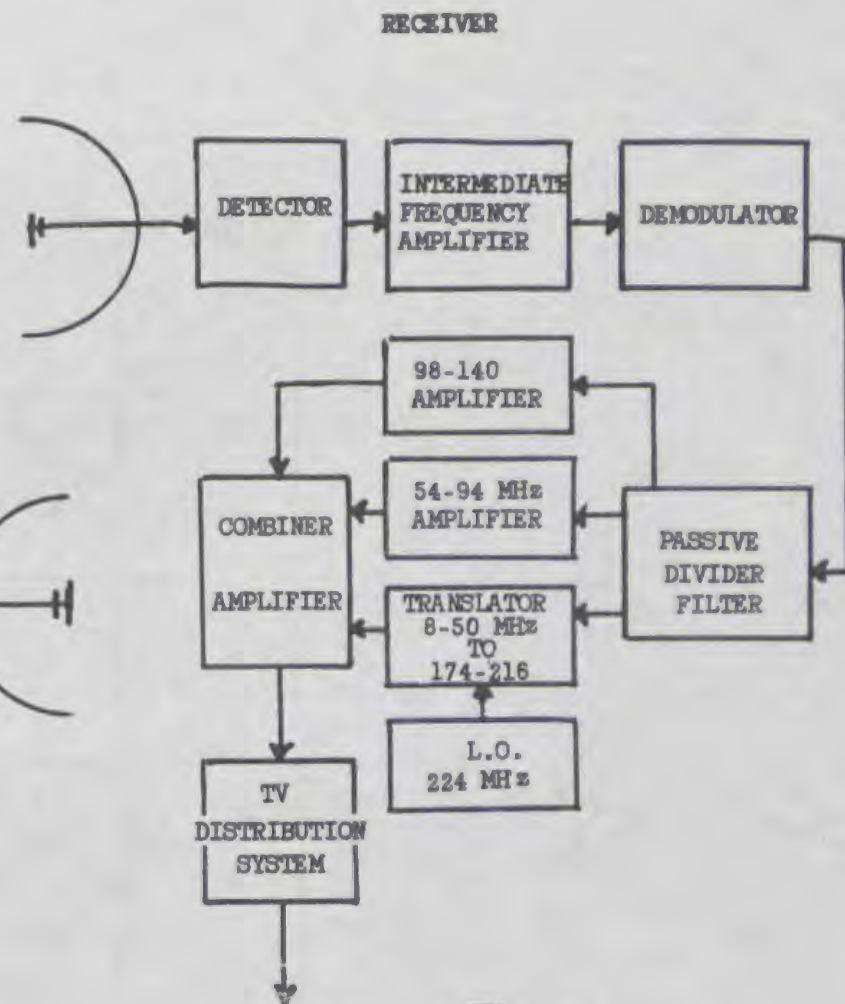 RECEIVER
DETECTOR
INTERMEDIATE
FREQUENCY
AMPLIFIER
DEMODULATOR
98-140
AMPLIFIER
54-94 MHz
AMPLIFIER
COMBINER
AMPLIFIER
PASSIVE
DIVIDER
FILTER
TRANSLATOR
8-50 MHz
TO
174-216
L.O.
224 MHz
TV
DISTRIBUTION
SYSTEM